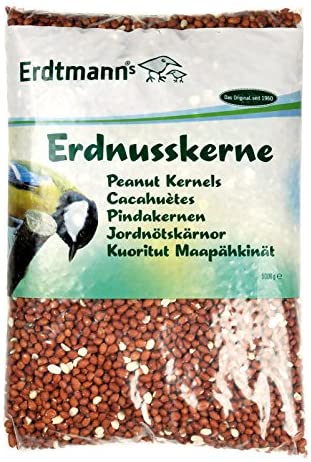 Erdtmann's
Das Original seit 1960
Erdnusskerne
Peanut Kernels
Cacahuètes
Pindakernen
Jordnötskärnor
Kuoritut Maapähkinät